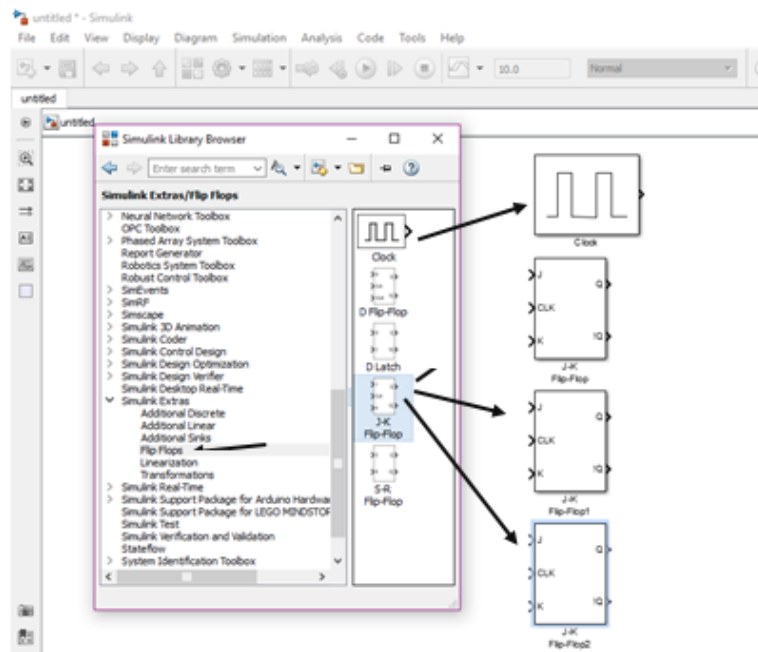 untitled * - Simulink
File Edit View Display Diagram Simulation Analysis Code Tools Help
10.0 Normal
untitled
untitled
Simulink Library Browser
Enter search term
Simulink Extras/Flip Flops
Neural Network Toolbox
OPC Toolbox
Phased Array System Toolbox
Report Generator
Robotics System Toolbox
Robust Control Toolbox
SimEvents
SimRF
Simscape
Simulink 3D Animation
Simulink Coder
Simulink Control Design
Simulink Design Optimization
Simulink Design Verifier
Simulink Desktop Real-Time
Simulink Extras
Additional Discrete
Additional Linear
Additional Sinks
Flip Flops
Linearization
Transformations
Simulink Real-Time
Simulink Support Package for Arduino Hardwar
Simulink Support Package for LEGO MINDSTOR
Simulink Test
Simulink Verification and Validation
Stateflow
System Identification Toolbox
Clock
D Flip-Flop
D Latch
J-K
Flip-Flop
S-R
Flip-Flop
Clock
J
Q
CLK
K
!Q
J-K
Flip-Flop
J
Q
CLK
K
!Q
J-K
Flip-Flop1
J
Q
CLK
K
!Q
J-K
Flip-Flop2